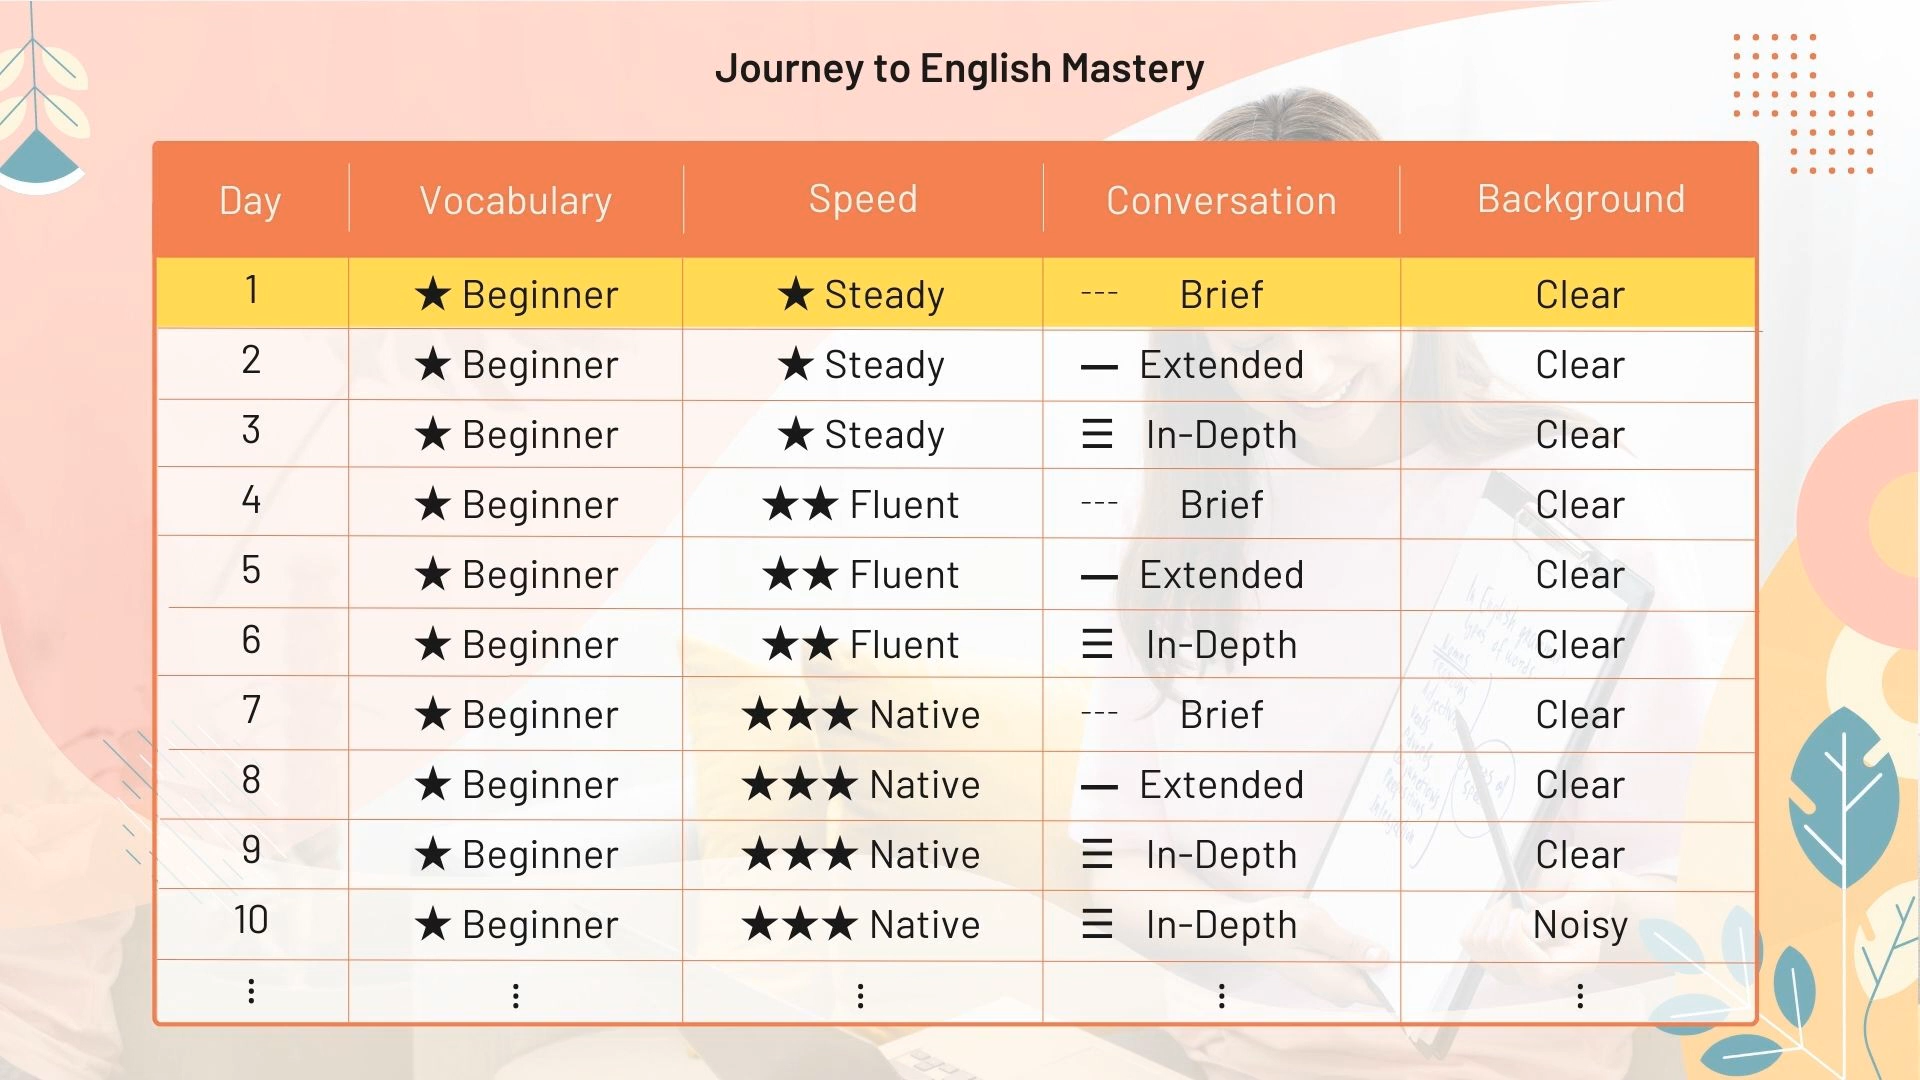 Journey to English Mastery
Day Vocabulary Speed Conversation Background
1 ★ Beginner ★ Steady --- Brief Clear
2 ★ Beginner ★ Steady — Extended Clear
3 ★ Beginner ★ Steady ☰ In-Depth Clear
4 ★ Beginner ★★ Fluent --- Brief Clear
5 ★ Beginner ★★ Fluent — Extended Clear
6 ★ Beginner ★★ Fluent ☰ In-Depth Clear
7 ★ Beginner ★★★ Native --- Brief Clear
8 ★ Beginner ★★★ Native — Extended Clear
9 ★ Beginner ★★★ Native ☰ In-Depth Clear
10 ★ Beginner ★★★ Native ☰ In-Depth Noisy
⋮ ⋮ ⋮ ⋮ ⋮